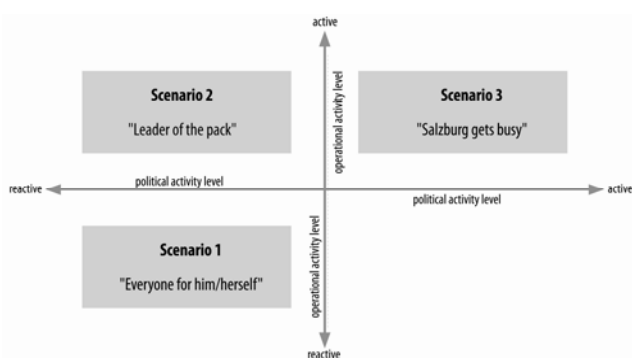 active
Scenario 2
"Leader of the pack"
operational activity level
Scenario 3
"Salzburg gets busy"
reactive
political activity level
political activity level
active
Scenario 1
"Everyone for him/herself"
operational activity level
reactive